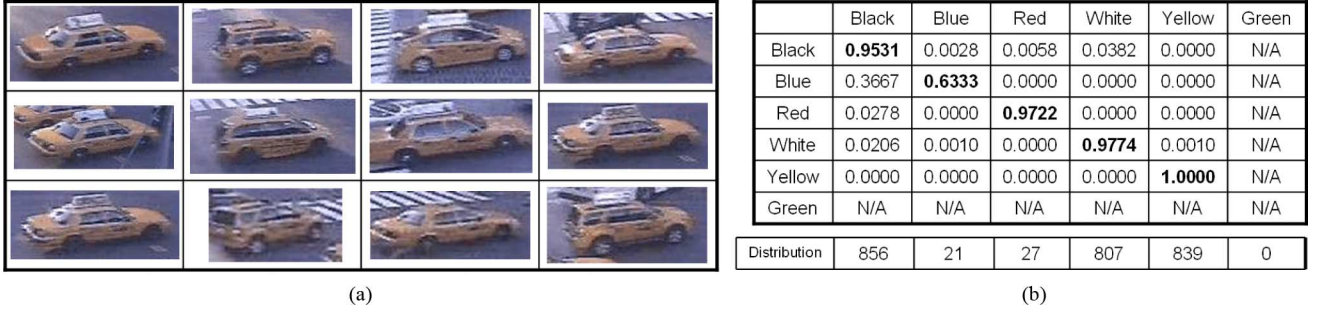 Black Blue Red White Yellow Green
Black 0.9531 0.0028 0.0058 0.0382 0.0000 N/A
Blue 0.3667 0.6333 0.0000 0.0000 0.0000 N/A
Red 0.0278 0.0000 0.9722 0.0000 0.0000 N/A
White 0.0206 0.0010 0.0000 0.9774 0.0010 N/A
Yellow 0.0000 0.0000 0.0000 0.0000 1.0000 N/A
Green N/A N/A N/A N/A N/A N/A
Distribution 856 21 27 807 839 0
(a) (b)